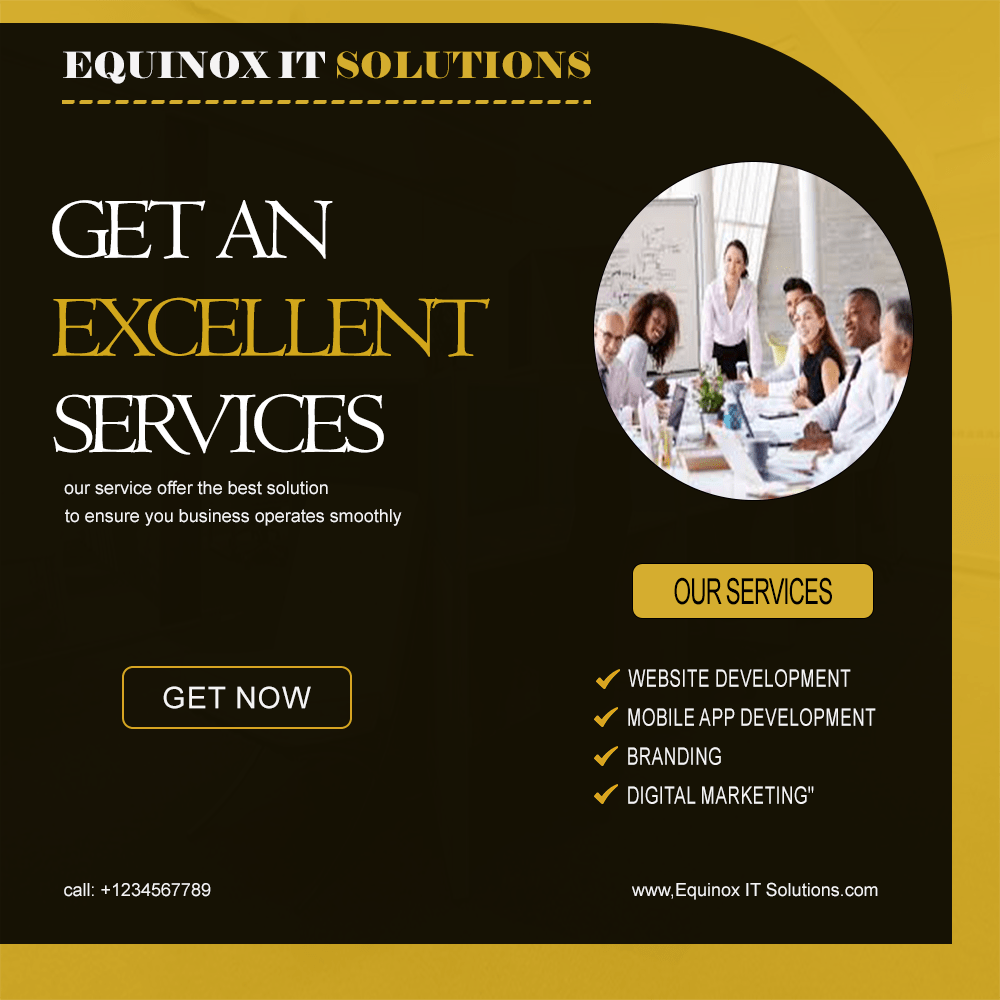 EQUINOX IT SOLUTIONS
GET AN
EXCELLENT
SERVICES
our service offer the best solution
to ensure you business operates smoothly
GET NOW
OUR SERVICES
WEBSITE DEVELOPMENT
MOBILE APP DEVELOPMENT
BRANDING
DIGITAL MARKETING"
call: +1234567789
www,Equinox IT Solutions.com